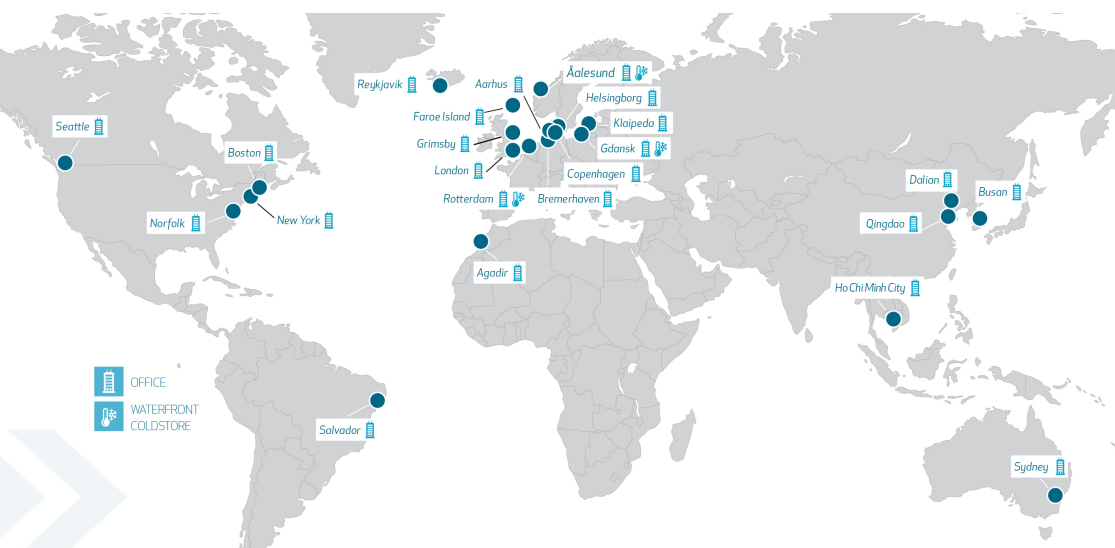 Reykjavik
Aarhus
Åalesund
Helsingborg
Faroe Island
Klaipeda
Seattle
Grimsby
Gdansk
Boston
London
Copenhagen
Dalian
Busan
Rotterdam
Bremerhaven
Norfolk
New York
Qingdao
Agadir
Ho Chi Minh City
OFFICE
WATERFRONT
COLDSTORE
Salvador
Sydney